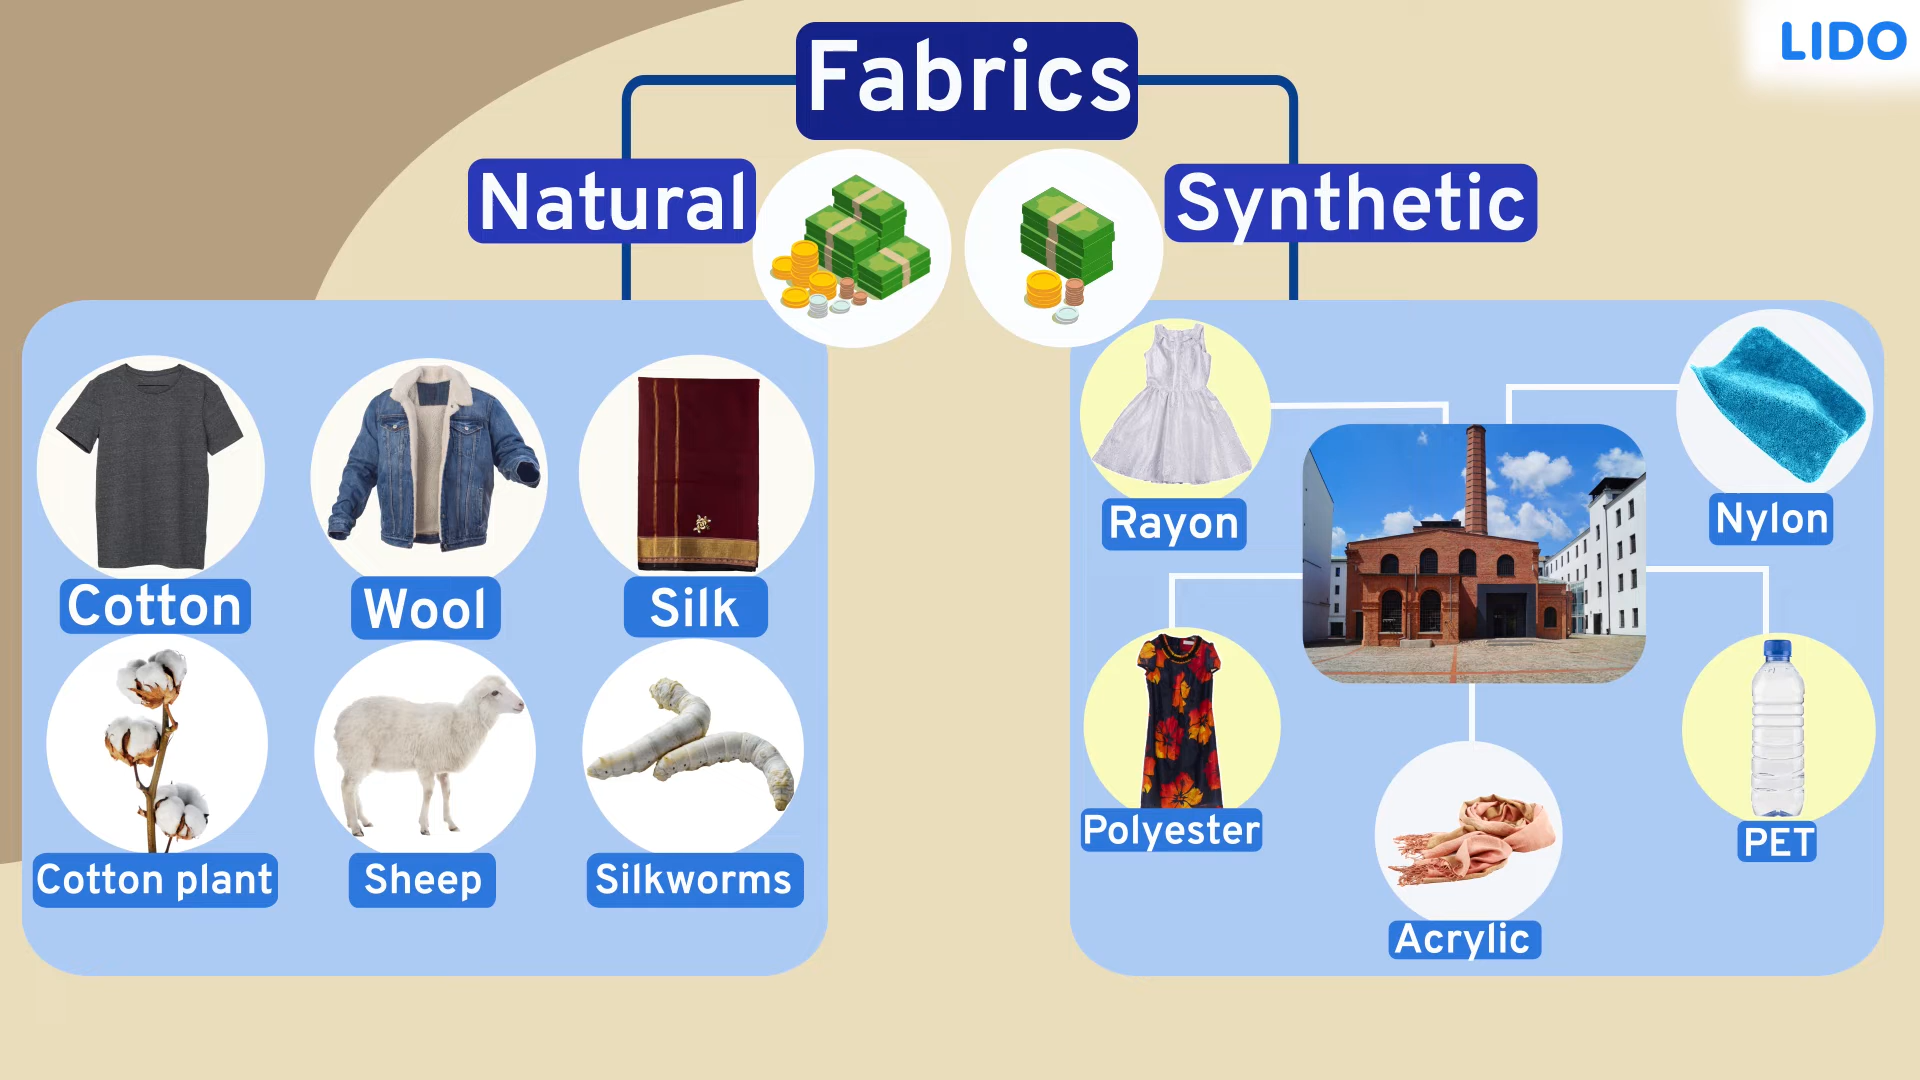 LIDO
Fabrics
Natural
Synthetic
Cotton
Wool
Silk
Cotton plant
Sheep
Silkworms
Rayon
Nylon
Polyester
PET
Acrylic